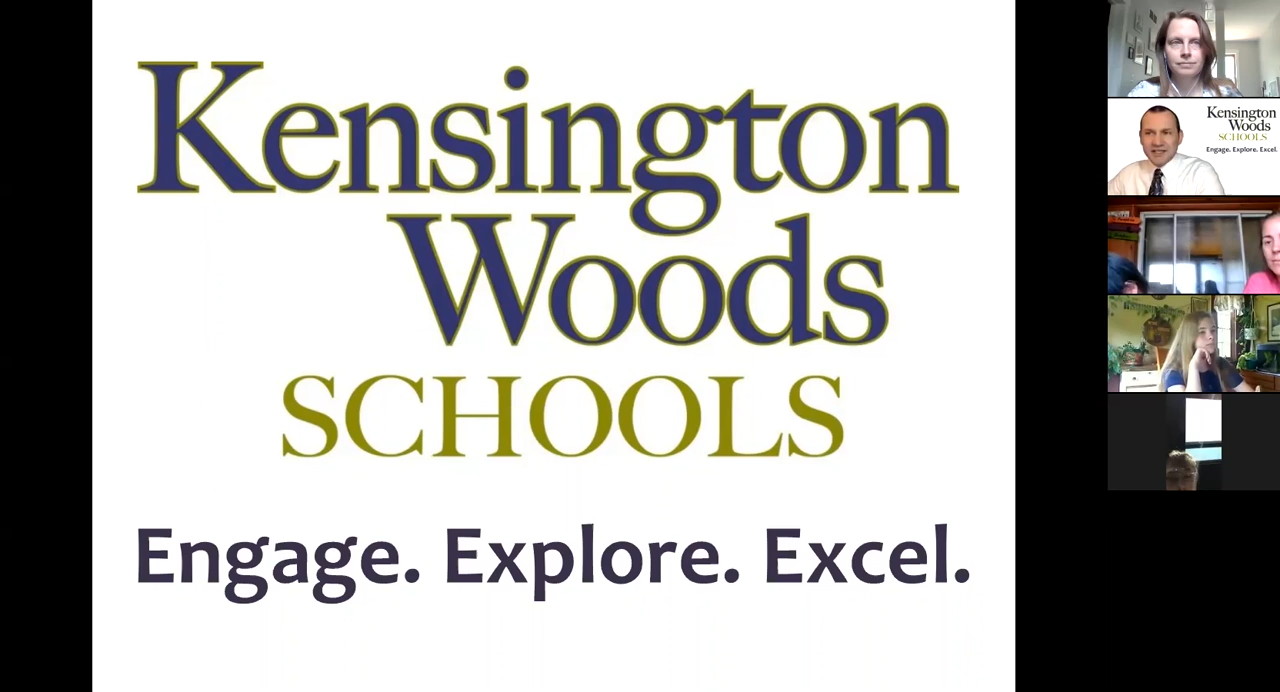 Kensington
Woods
SCHOOLS
Engage. Explore. Excel.
Kensington
Woods
SCHOOLS
Engage. Explore. Excel.